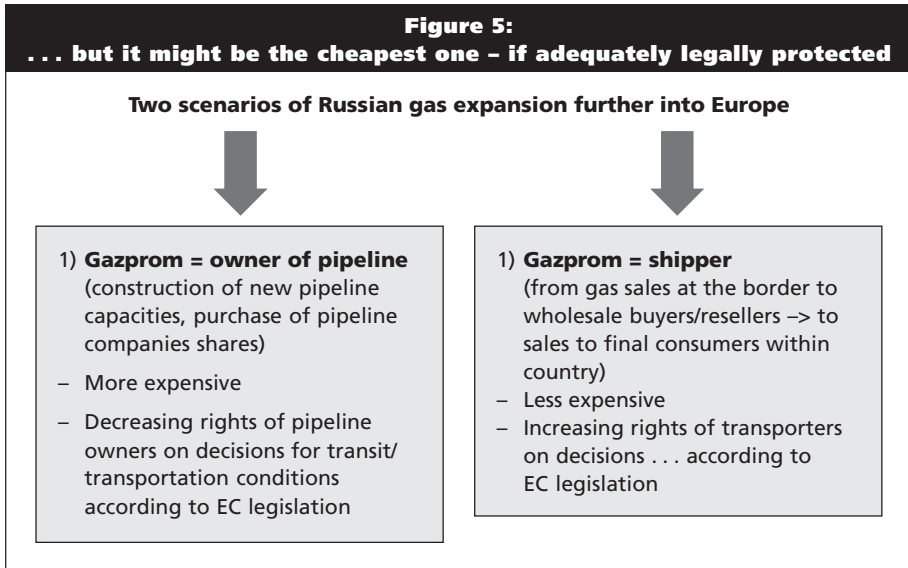 Figure 5:
. . . but it might be the cheapest one – if adequately legally protected
Two scenarios of Russian gas expansion further into Europe
1) Gazprom = owner of pipeline
(construction of new pipeline
capacities, purchase of pipeline
companies shares)
– More expensive
– Decreasing rights of pipeline
owners on decisions for transit/
transportation conditions
according to EC legislation
1) Gazprom = shipper
(from gas sales at the border to
wholesale buyers/resellers –> to
sales to final consumers within
country)
– Less expensive
– Increasing rights of transporters
on decisions . . . according to
EC legislation